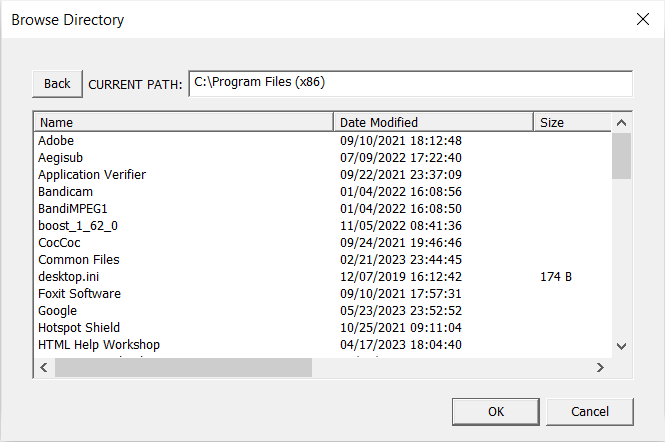 Browse Directory
Back CURRENT PATH: C:\Program Files (x86)
Name Date Modified Size
Adobe 09/10/2021 18:12:48
Aegisub 07/09/2022 17:22:40
Application Verifier 09/22/2021 23:37:09
Bandicam 01/04/2022 16:08:56
BandiMPEG1 01/04/2022 16:08:50
boost_1_62_0 11/05/2022 08:41:36
CocCoc 09/24/2021 19:46:46
Common Files 02/21/2023 23:44:45
desktop.ini 12/07/2019 16:12:42 174 B
Foxit Software 09/10/2021 17:57:31
Google 05/23/2023 23:52:52
Hotspot Shield 10/25/2021 09:11:04
HTML Help Workshop 04/17/2023 18:04:40
OK Cancel